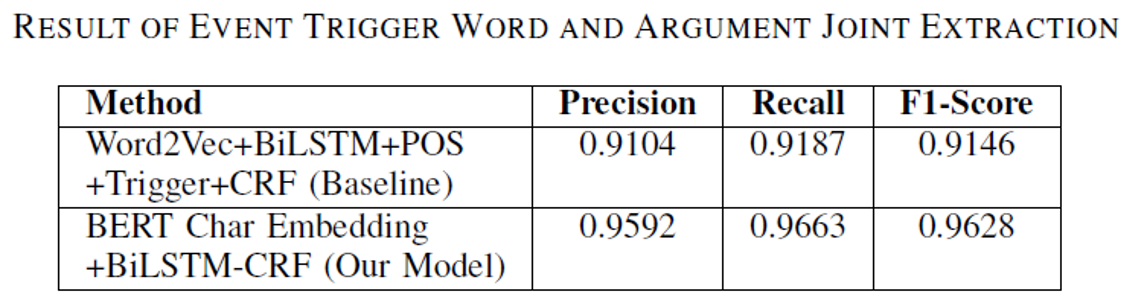 RESULT OF EVENT TRIGGER WORD AND ARGUMENT JOINT EXTRACTION
Method Precision Recall F1-Score
Word2Vec+BiLSTM+POS 0.9104 0.9187 0.9146
+Trigger+CRF (Baseline)
BERT Char Embedding 0.9592 0.9663 0.9628
+BiLSTM-CRF (Our Model)